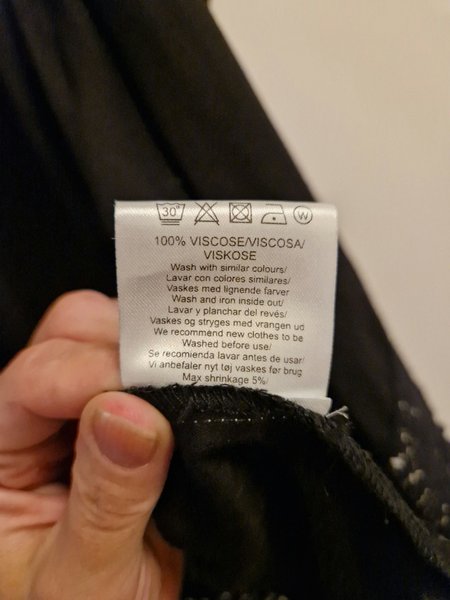 30°
W
100% VISCOSE/VISCOSA/
VISKOSE
Wash with similar colours/
Lavar con colores similares/
Vaskes med lignende farver
Wash and iron inside out/
Lavar y planchar del revés/
Vaskes og stryges med vrangen ud
We recommend new clothes to be
Washed before use/
Se recomienda lavar antes de usar/
Vi anbefaler nyt tøj vaskes før brug
Max shrinkage 5%/